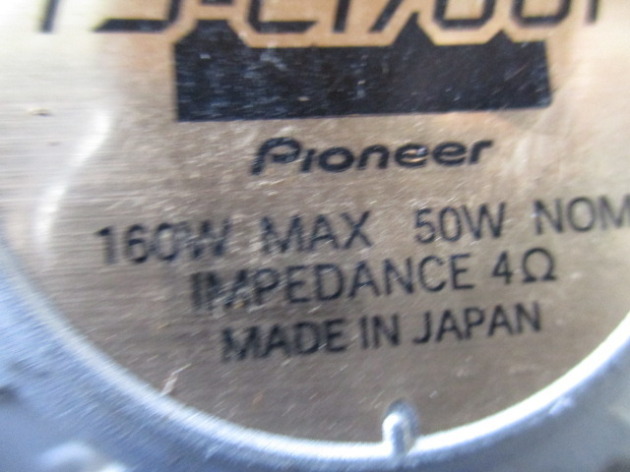 Pioneer
160W MAX 50W NOM
IMPEDANCE 4Ω
MADE IN JAPAN